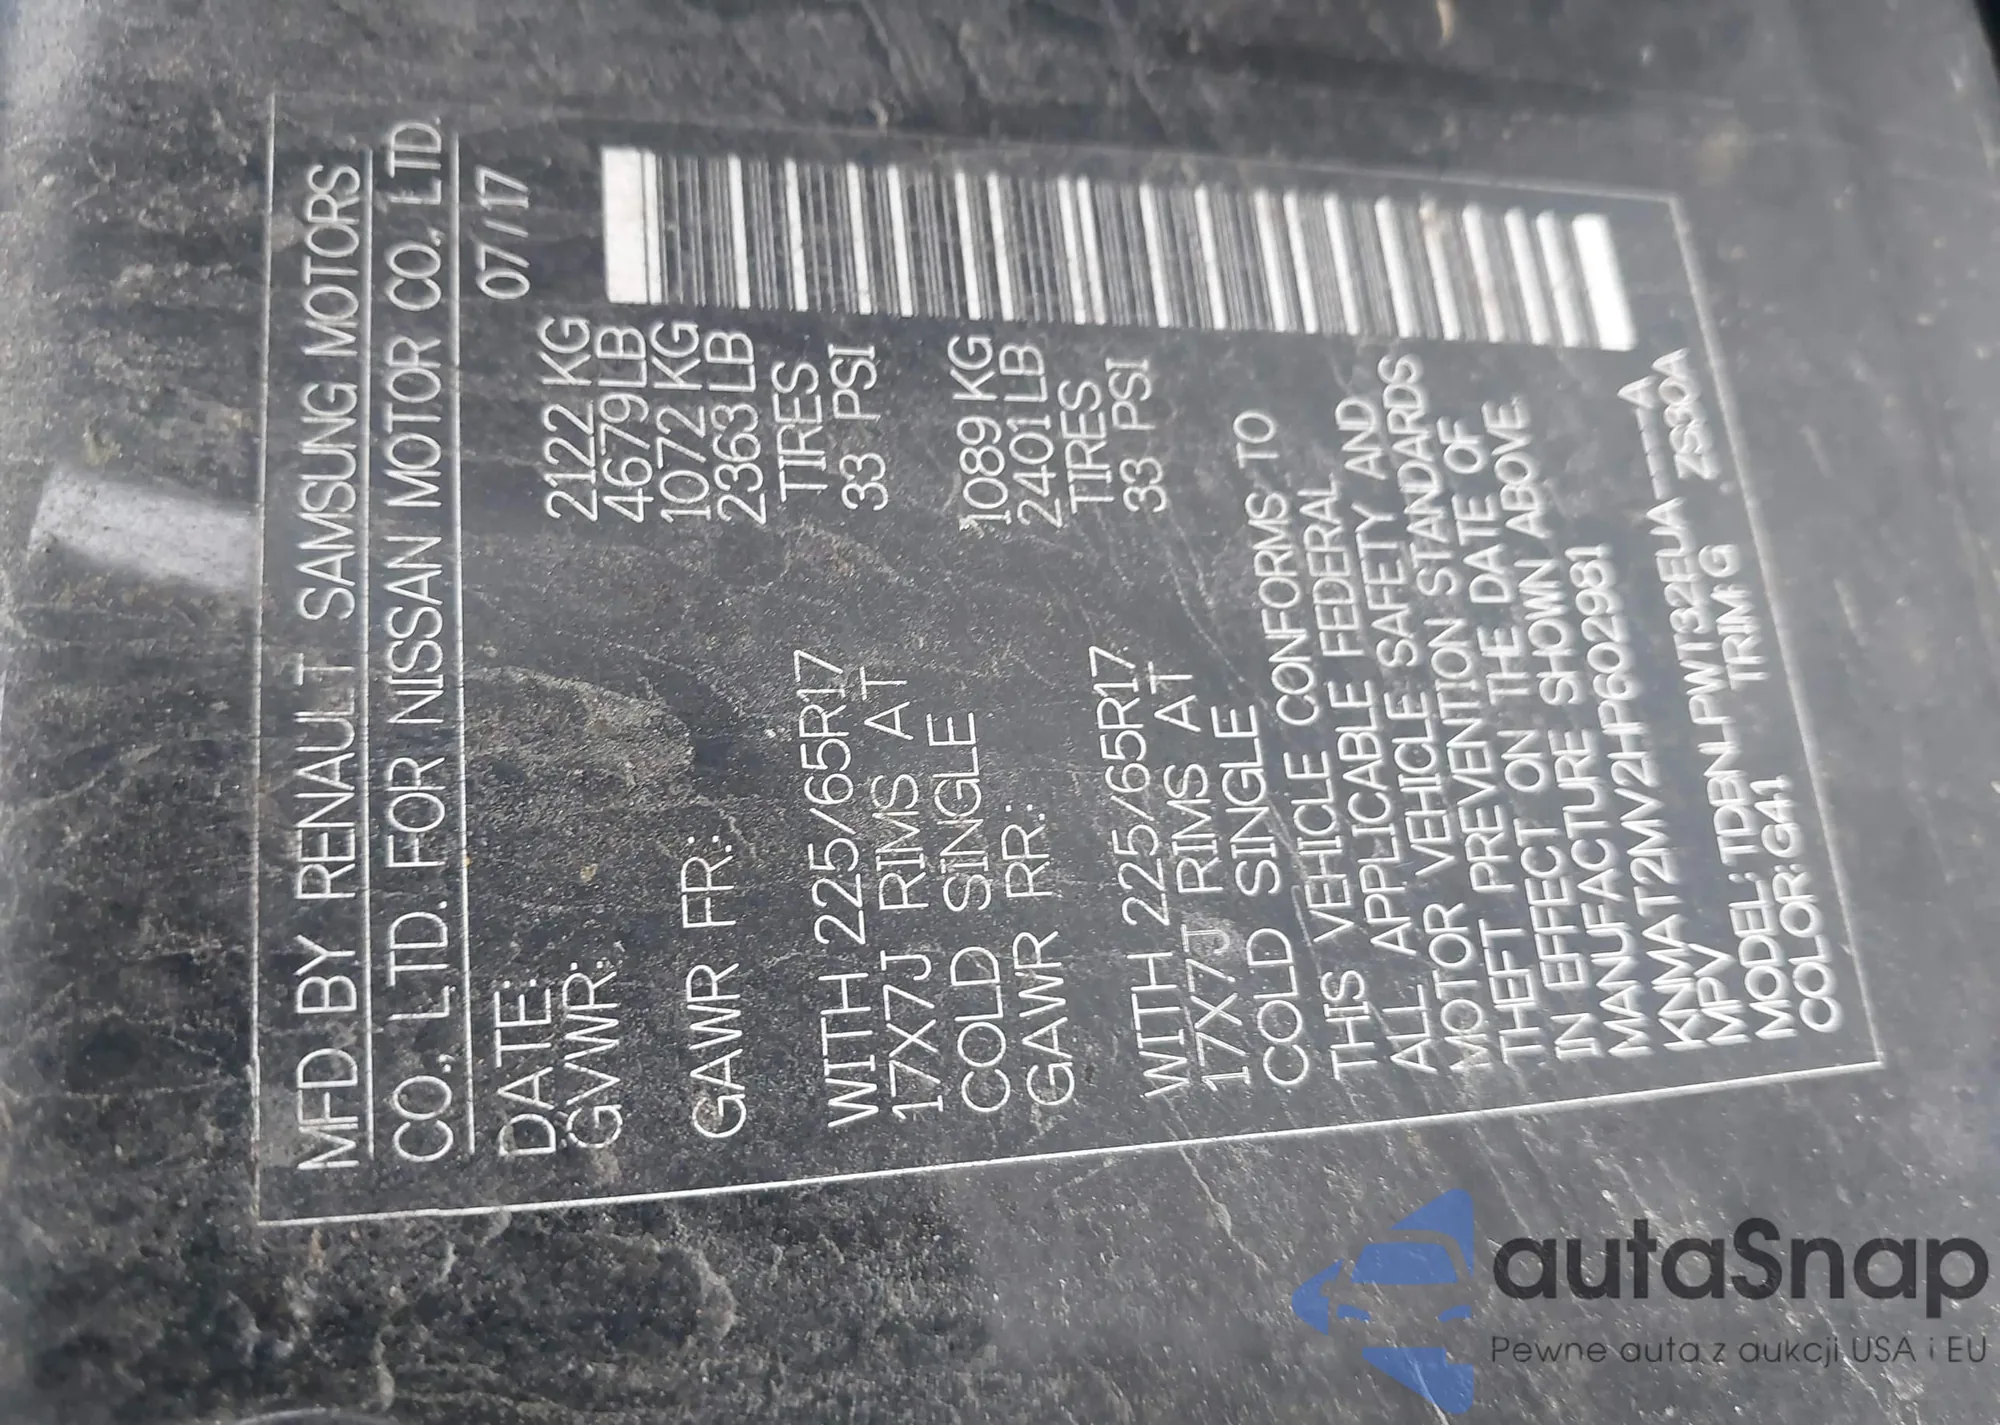 MFD. BY RENAULT SAMSUNG MOTORS
CO., LTD. FOR NISSAN MOTOR CO., LTD.
DATE: 07/17
GVWR: 2122 KG
4679 LB
GAWR FR: 1072 KG
2363 LB
WITH 225/65R17 TIRES
17X7J RIMS AT 33 PSI
COLD SINGLE
GAWR RR: 1089 KG
2401 LB
WITH 225/65R17 TIRES
17X7J RIMS AT 33 PSI
COLD SINGLE
THIS VEHICLE CONFORMS TO
ALL APPLICABLE FEDERAL
MOTOR VEHICLE SAFETY AND
THEFT PREVENTION STANDARDS
IN EFFECT ON THE DATE OF
MANUFACTURE SHOWN ABOVE.
KNMAT2MV2HP602981
MPV
MODEL: TDBNLPWT32EUA-----A
COLOR: G41 TRIM: G ZS30A
autaSnap
Pewne auta z aukcji USA i EU